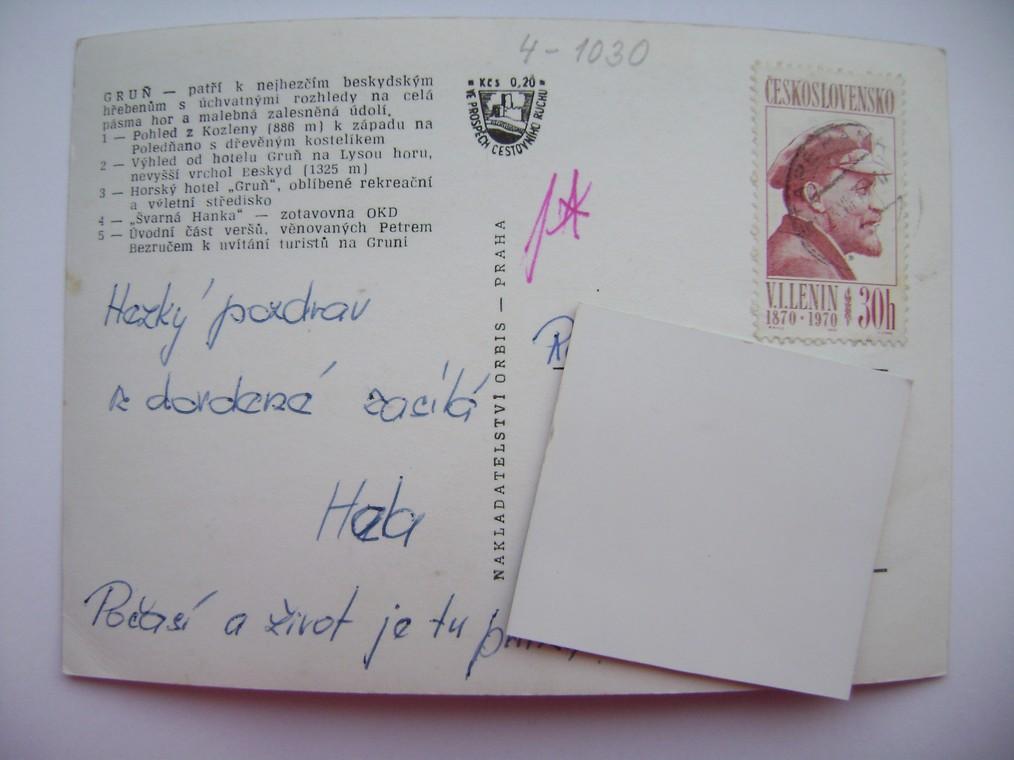 4-1030
GRUŇ — patří k nejhezčím beskydským
hřebenům s úchvatnými rozhledy na celá
pásma hor a malebná zalesněná údolí.
1 — Pohled z Kozleny (886 m) k západu na
Poledňano s dřevěným kostelíkem
2 — Výhled od hotelu Gruň na Lysou horu,
nevyšší vrchol Beskyd (1325 m)
3 — Horský hotel „Gruň", oblíbené rekreační
a výletní středisko
4 — „Švarná Hanka" — zotavovna OKD
5 — Úvodní část veršů, věnovaných Petrem
Bezručem k uvítání turistů na Gruni
Kčs 0,20
VE PROSPĚCH CESTOVNÍHO RUCHU
ČESKOSLOVENSKO
V.I.LENIN
1870 · 1970
30h
NAKLADATELSTVÍ ORBIS — PRAHA
Hezký pozdrav
z dovolené zasílá
Počasí a život je tu